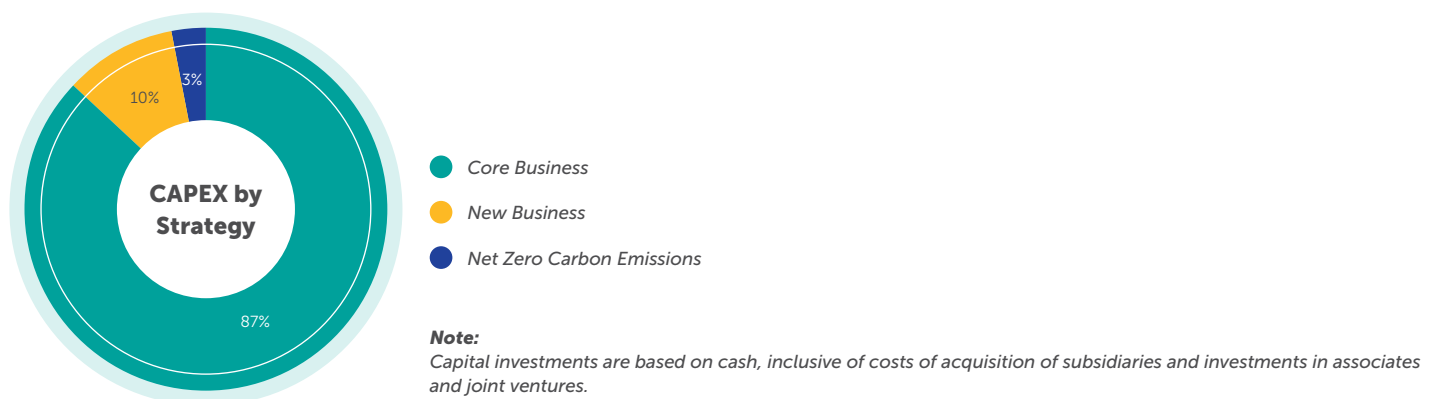 3%
10%
CAPEX by
Strategy
87%
Core Business
New Business
Net Zero Carbon Emissions
Note:
Capital investments are based on cash, inclusive of costs of acquisition of subsidiaries and investments in associates
and joint ventures.